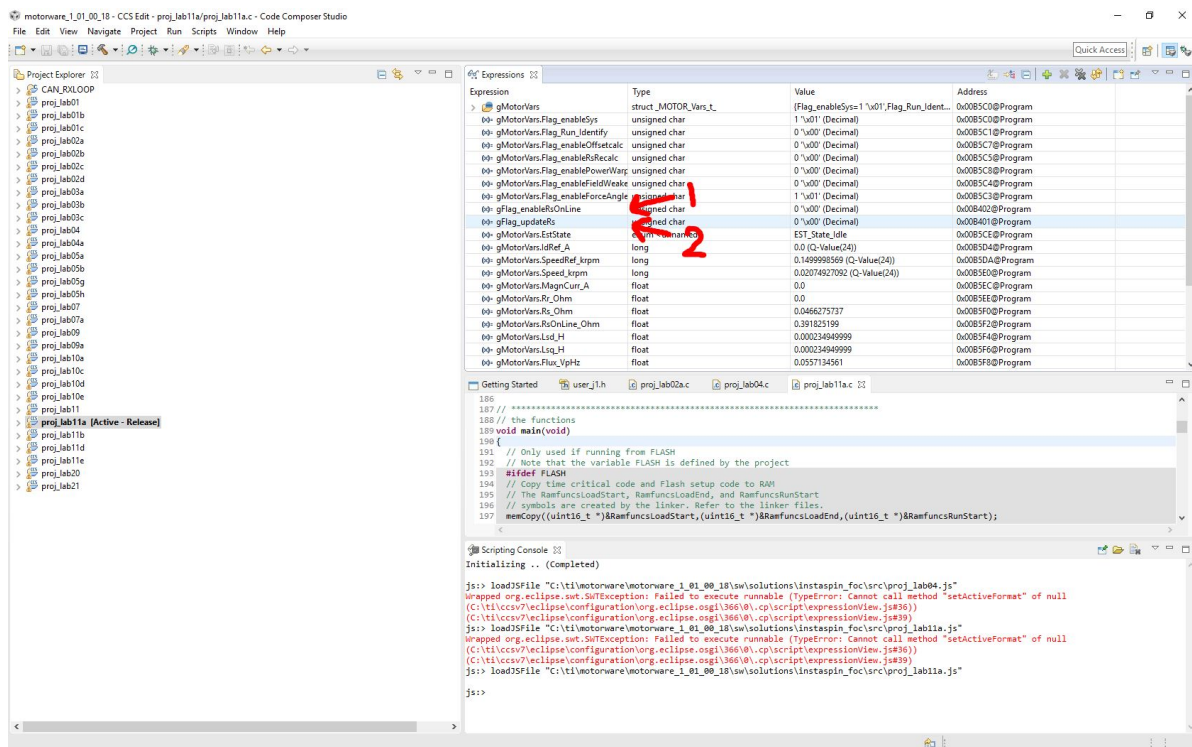 motorware_1_01_00_18 - CCS Edit - proj_lab11a/proj_lab11a.c - Code Composer Studio
File Edit View Navigate Project Run Scripts Window Help
Quick Access
Project Explorer
CAN_RXLOOP
proj_lab01
proj_lab01b
proj_lab01c
proj_lab02a
proj_lab02b
proj_lab02c
proj_lab02d
proj_lab03a
proj_lab03b
proj_lab03c
proj_lab04
proj_lab04a
proj_lab05a
proj_lab05b
proj_lab05g
proj_lab05h
proj_lab07
proj_lab07a
proj_lab09
proj_lab09a
proj_lab10a
proj_lab10c
proj_lab10d
proj_lab10e
proj_lab11
proj_lab11a [Active - Release]
proj_lab11b
proj_lab11d
proj_lab11e
proj_lab20
proj_lab21
Expressions
Expression Type Value Address
gMotorVars struct _MOTOR_Vars_t_ {Flag_enableSys=1 '\x01',Flag_Run_Ident... 0x00B5C0@Program
(x)= gMotorVars.Flag_enableSys unsigned char 1 '\x01' (Decimal) 0x00B5C0@Program
(x)= gMotorVars.Flag_Run_Identify unsigned char 0 '\x00' (Decimal) 0x00B5C1@Program
(x)= gMotorVars.Flag_enableOffsetcalc unsigned char 0 '\x00' (Decimal) 0x00B5C7@Program
(x)= gMotorVars.Flag_enableRsRecalc unsigned char 0 '\x00' (Decimal) 0x00B5C5@Program
(x)= gMotorVars.Flag_enablePowerWarp unsigned char 0 '\x00' (Decimal) 0x00B5C8@Program
(x)= gMotorVars.Flag_enableFieldWeake unsigned char 0 '\x00' (Decimal) 0x00B5C4@Program
(x)= gMotorVars.Flag_enableForceAngle unsigned char 1 '\x01' (Decimal) 0x00B5C3@Program
1
(x)= gFlag_enableRsOnLine unsigned char 0 '\x00' (Decimal) 0x00B402@Program
(x)= gFlag_updateRs unsigned char 0 '\x00' (Decimal) 0x00B401@Program
2
(x)= gMotorVars.EstState enum <unnamed> EST_State_Idle 0x00B5CE@Program
(x)= gMotorVars.IdRef_A long 0.0 (Q-Value(24)) 0x00B5D4@Program
(x)= gMotorVars.SpeedRef_krpm long 0.1499998569 (Q-Value(24)) 0x00B5DA@Program
(x)= gMotorVars.Speed_krpm long 0.02074927092 (Q-Value(24)) 0x00B5E0@Program
(x)= gMotorVars.MagnCurr_A float 0.0 0x00B5EC@Program
(x)= gMotorVars.Rr_Ohm float 0.0 0x00B5EE@Program
(x)= gMotorVars.Rs_Ohm float 0.0466275737 0x00B5F0@Program
(x)= gMotorVars.RsOnLine_Ohm float 0.391825199 0x00B5F2@Program
(x)= gMotorVars.Lsd_H float 0.000234949999 0x00B5F4@Program
(x)= gMotorVars.Lsq_H float 0.000234949999 0x00B5F6@Program
(x)= gMotorVars.Flux_VpHz float 0.0557134561 0x00B5F8@Program
Getting Started user_j1.h proj_lab02a.c proj_lab04.c proj_lab11a.c
186
187 // **************************************************************************
188 // the functions
189 void main(void)
190 {
191 // Only used if running from FLASH
192 // Note that the variable FLASH is defined by the project
193 #ifdef FLASH
194 // Copy time critical code and Flash setup code to RAM
195 // The RamfuncsLoadStart, RamfuncsLoadEnd, and RamfuncsRunStart
196 // symbols are created by the linker. Refer to the linker files.
197 memCopy((uint16_t *)&RamfuncsLoadStart,(uint16_t *)&RamfuncsLoadEnd,(uint16_t *)&RamfuncsRunStart);
Scripting Console
Initializing .. (Completed)
js:> loadJSFile "C:\ti\motorware\motorware_1_01_00_18\sw\solutions\instaspin_foc\src\proj_lab04.js"
Wrapped org.eclipse.swt.SWTException: Failed to execute runnable (TypeError: Cannot call method "setActiveFormat" of null
(C:\ti\ccsv7\eclipse\configuration\org.eclipse.osgi\366\0\.cp\script\expressionView.js#36))
(C:\ti\ccsv7\eclipse\configuration\org.eclipse.osgi\366\0\.cp\script\expressionView.js#39)
js:> loadJSFile "C:\ti\motorware\motorware_1_01_00_18\sw\solutions\instaspin_foc\src\proj_lab11a.js"
Wrapped org.eclipse.swt.SWTException: Failed to execute runnable (TypeError: Cannot call method "setActiveFormat" of null
(C:\ti\ccsv7\eclipse\configuration\org.eclipse.osgi\366\0\.cp\script\expressionView.js#36))
(C:\ti\ccsv7\eclipse\configuration\org.eclipse.osgi\366\0\.cp\script\expressionView.js#39)
js:> loadJSFile "C:\ti\motorware\motorware_1_01_00_18\sw\solutions\instaspin_foc\src\proj_lab11a.js"
js:>